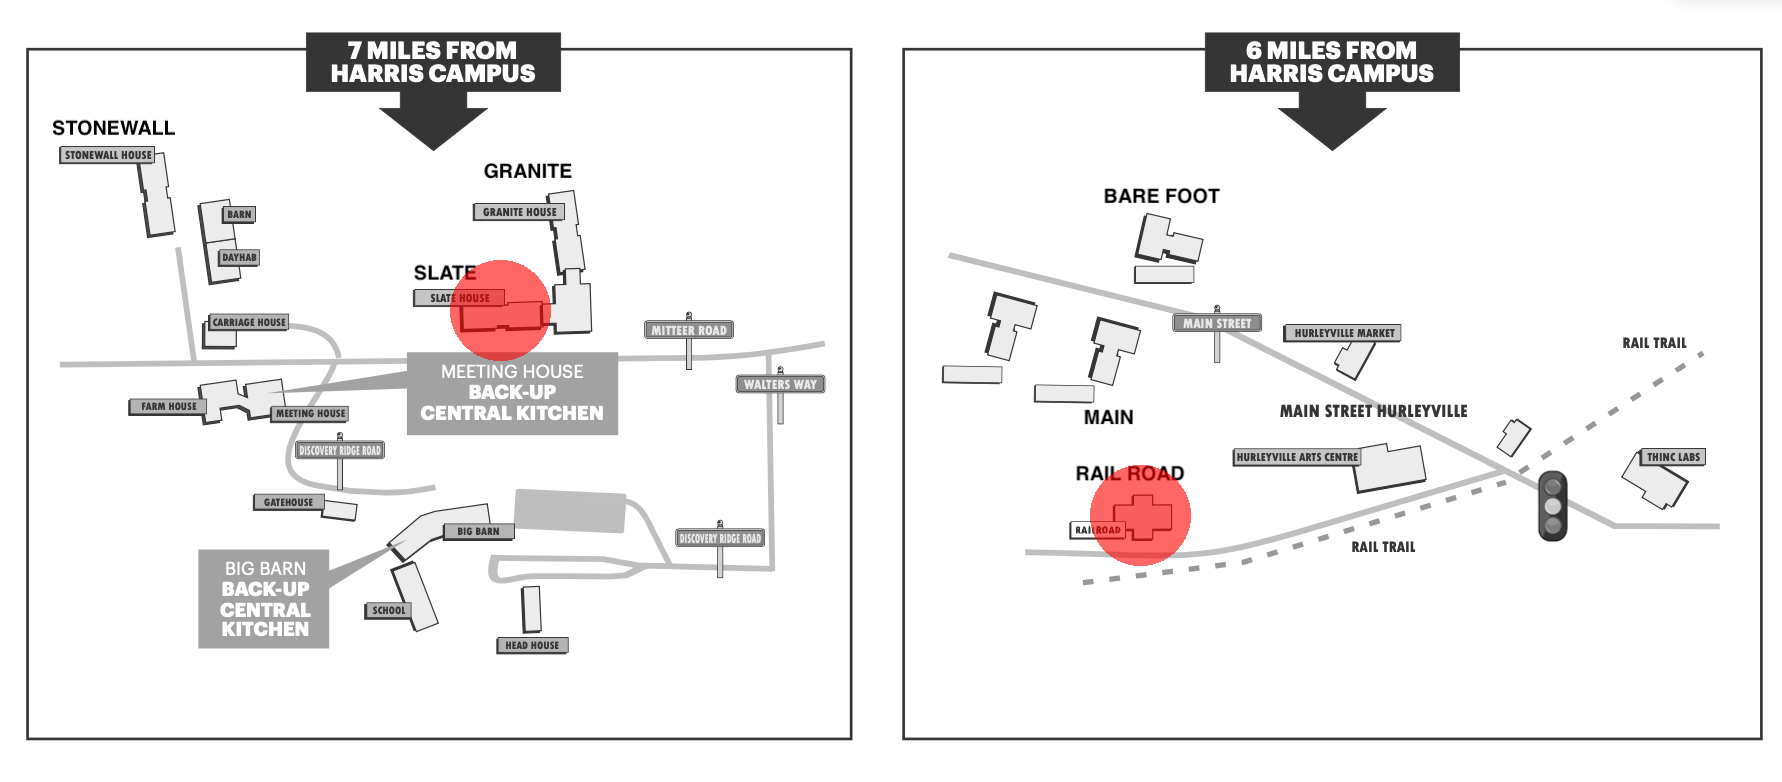 7 MILES FROM
HARRIS CAMPUS
STONEWALL
STONEWALL HOUSE
BARN
DAYHAB
GRANITE
GRANITE HOUSE
SLATE
SLATE HOUSE
CARRIAGE HOUSE
MITTEER ROAD
WALTERS WAY
MEETING HOUSE
BACK-UP
CENTRAL KITCHEN
FARM HOUSE
MEETING HOUSE
DISCOVERY RIDGE ROAD
GATEHOUSE
BIG BARN
DISCOVERY RIDGE ROAD
BIG BARN
BACK-UP
CENTRAL
KITCHEN
SCHOOL
HEAD HOUSE
6 MILES FROM
HARRIS CAMPUS
BARE FOOT
MAIN STREET
HURLEYVILLE MARKET
RAIL TRAIL
MAIN
MAIN STREET HURLEYVILLE
HURLEYVILLE ARTS CENTRE
THINC LABS
RAIL ROAD
RAILROAD
RAIL TRAIL